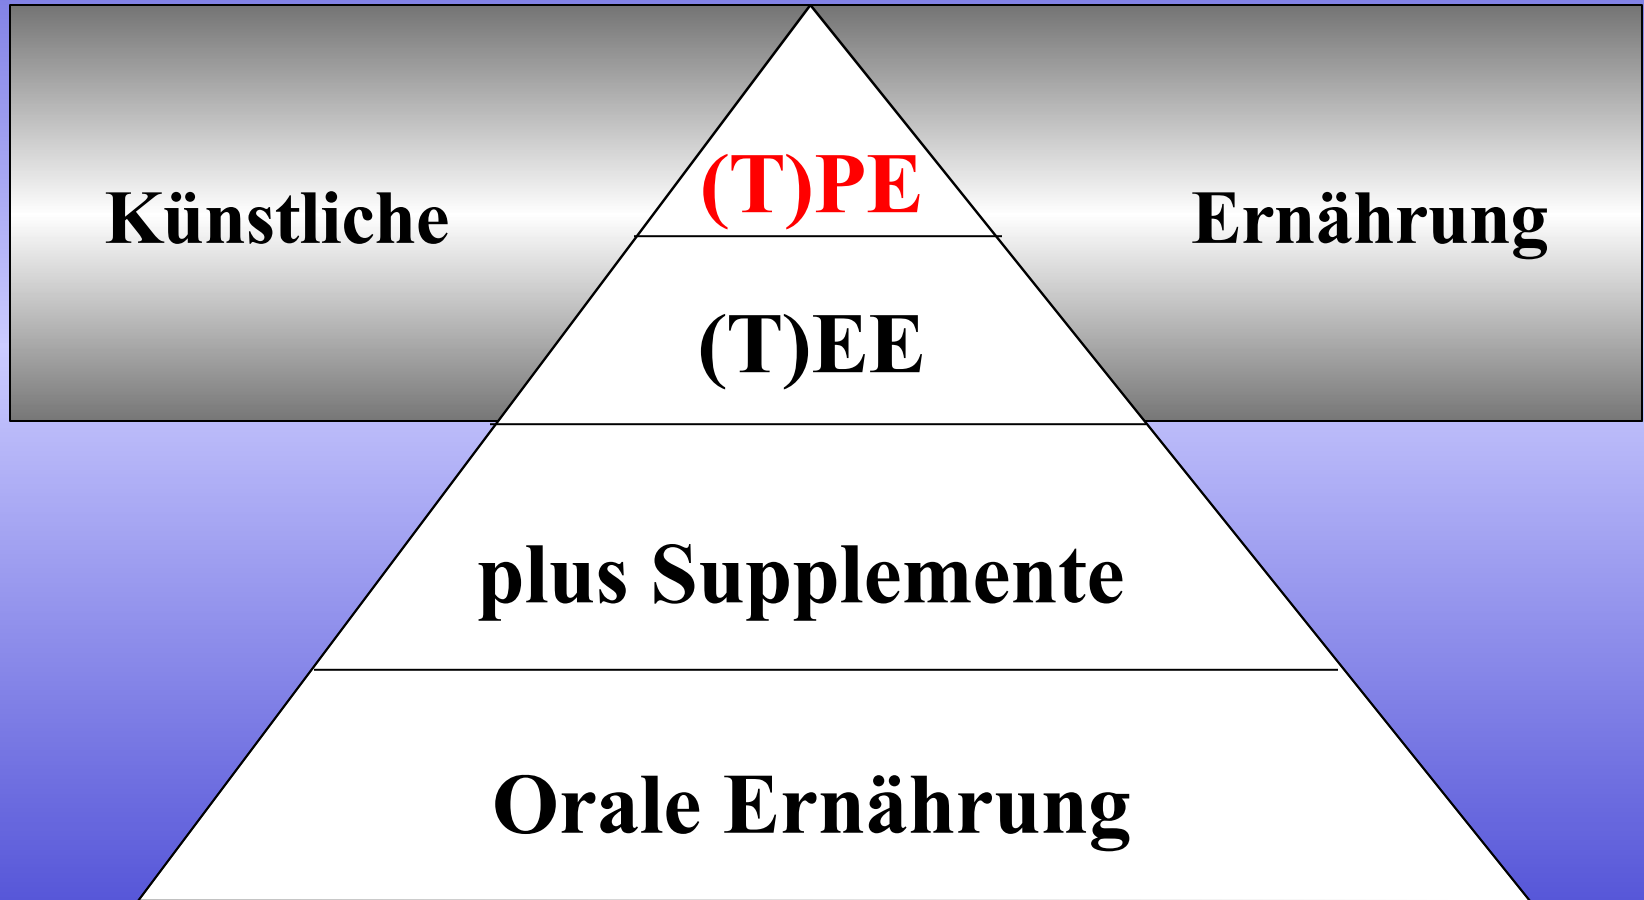 (T)PE
Künstliche Ernährung
(T)EE
plus Supplemente
Orale Ernährung